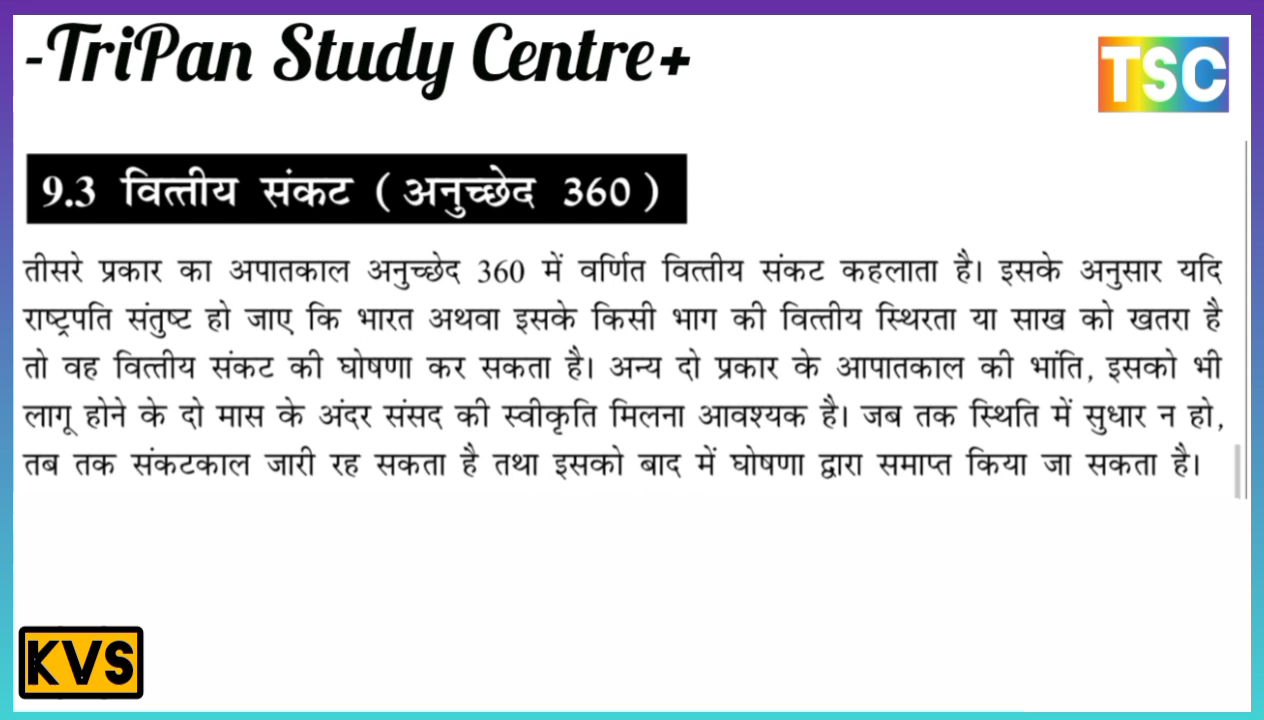 -TriPan Study Centre+
TSC
9.3 वित्तीय संकट ( अनुच्छेद 360 )
तीसरे प्रकार का अपातकाल अनुच्छेद 360 में वर्णित वित्तीय संकट कहलाता है। इसके अनुसार यदि
राष्ट्रपति संतुष्ट हो जाए कि भारत अथवा इसके किसी भाग की वित्तीय स्थिरता या साख को खतरा है
तो वह वित्तीय संकट की घोषणा कर सकता है। अन्य दो प्रकार के आपातकाल की भांति, इसको भी
लागू होने के दो मास के अंदर संसद की स्वीकृति मिलना आवश्यक है। जब तक स्थिति में सुधार न हो,
तब तक संकटकाल जारी रह सकता है तथा इसको बाद में घोषणा द्वारा समाप्त किया जा सकता है।
KVS